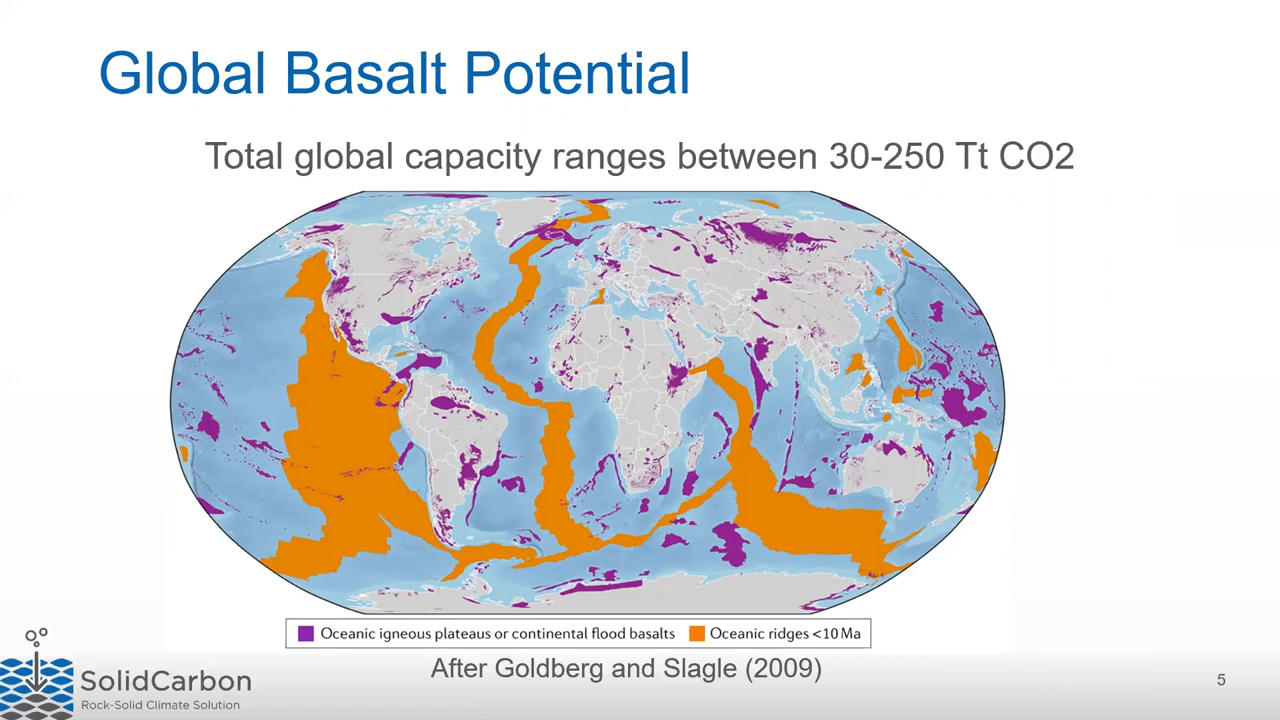 Global Basalt Potential
Total global capacity ranges between 30-250 Tt CO2
Oceanic igneous plateaus or continental flood basalts
Oceanic ridges <10 Ma
After Goldberg and Slagle (2009)
SolidCarbon
Rock-Solid Climate Solution
5